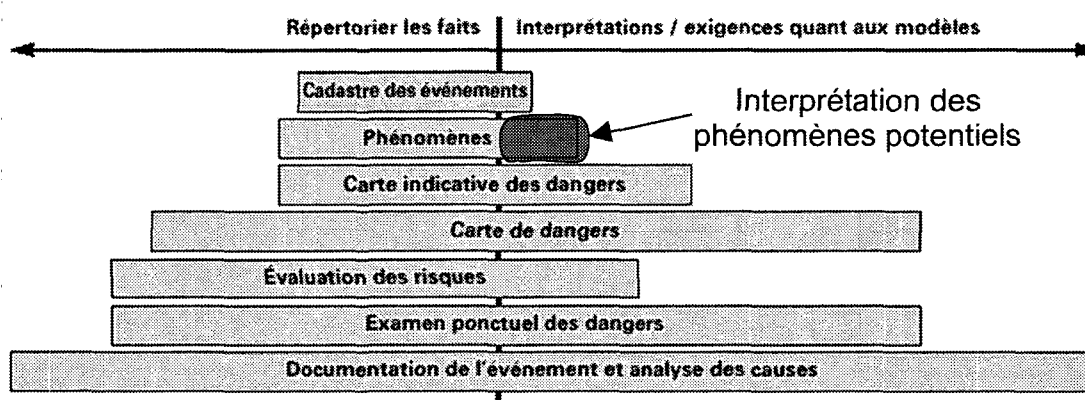 Répertorier les faits
Interprétations / exigences quant aux modèles
Cadastre des événements
Interprétation des
phénomènes potentiels
Phénomènes
Carte indicative des dangers
Carte de dangers
Évaluation des risques
Examen ponctuel des dangers
Documentation de l'événement et analyse des causes